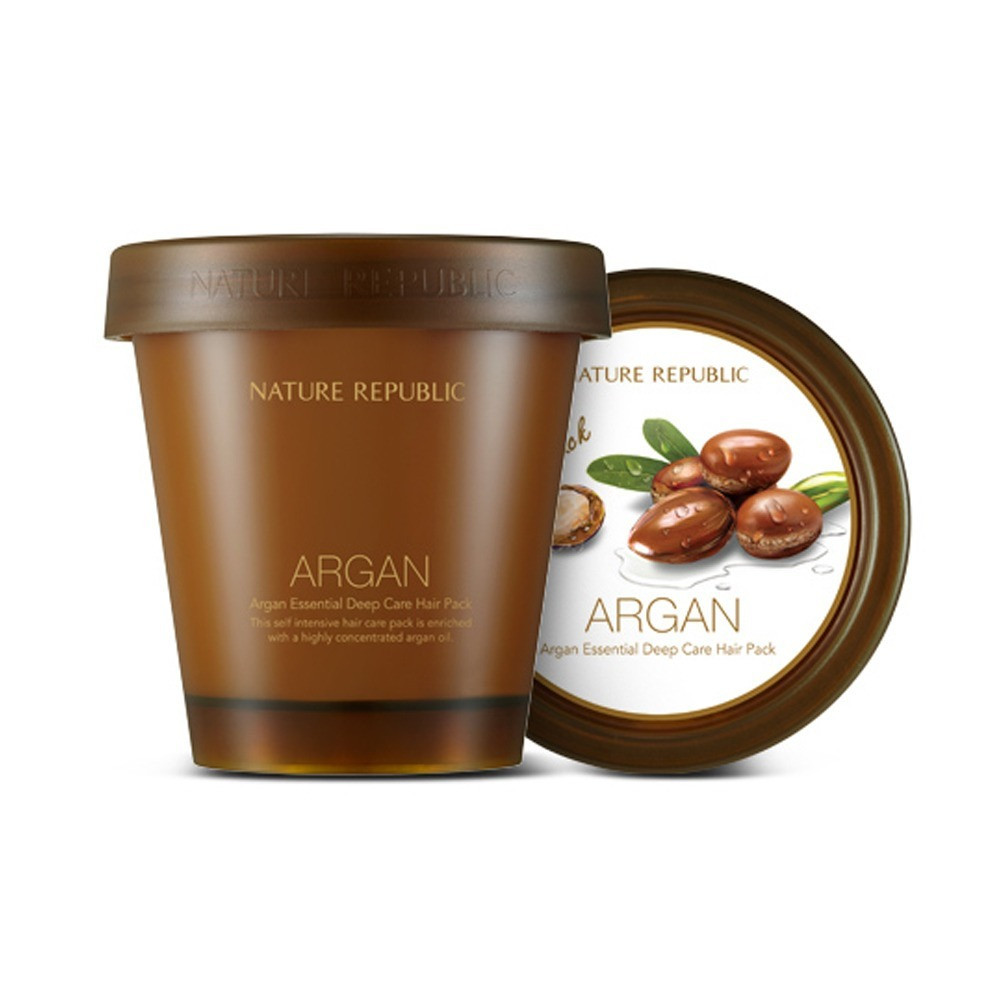 NATURE REPUBLIC
NATURE REPUBLIC
ARGAN
Argan Essential Deep Care Hair Pack
This self intensive hair care pack is enriched
with a highly concentrated argan oil.
ATURE REPUBLIC
ARGAN
Argan Essential Deep Care Hair Pack